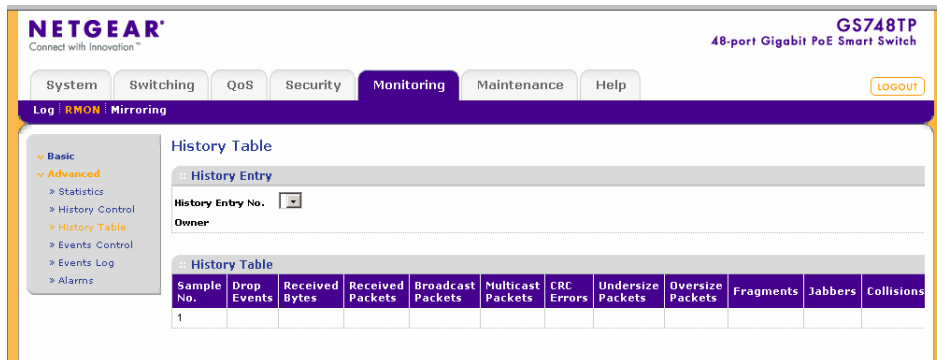 NETGEAR®
Connect with Innovation™
GS748TP
48-port Gigabit PoE Smart Switch
System Switching QoS Security Monitoring Maintenance Help LOGOUT
Log RMON Mirroring
Basic
Advanced
» Statistics
» History Control
» History Table
» Events Control
» Events Log
» Alarms
History Table
:: History Entry
History Entry No.
Owner
:: History Table
Sample No. Drop Events Received Bytes Received Packets Broadcast Packets Multicast Packets CRC Errors Undersize Packets Oversize Packets Fragments Jabbers Collisions
1